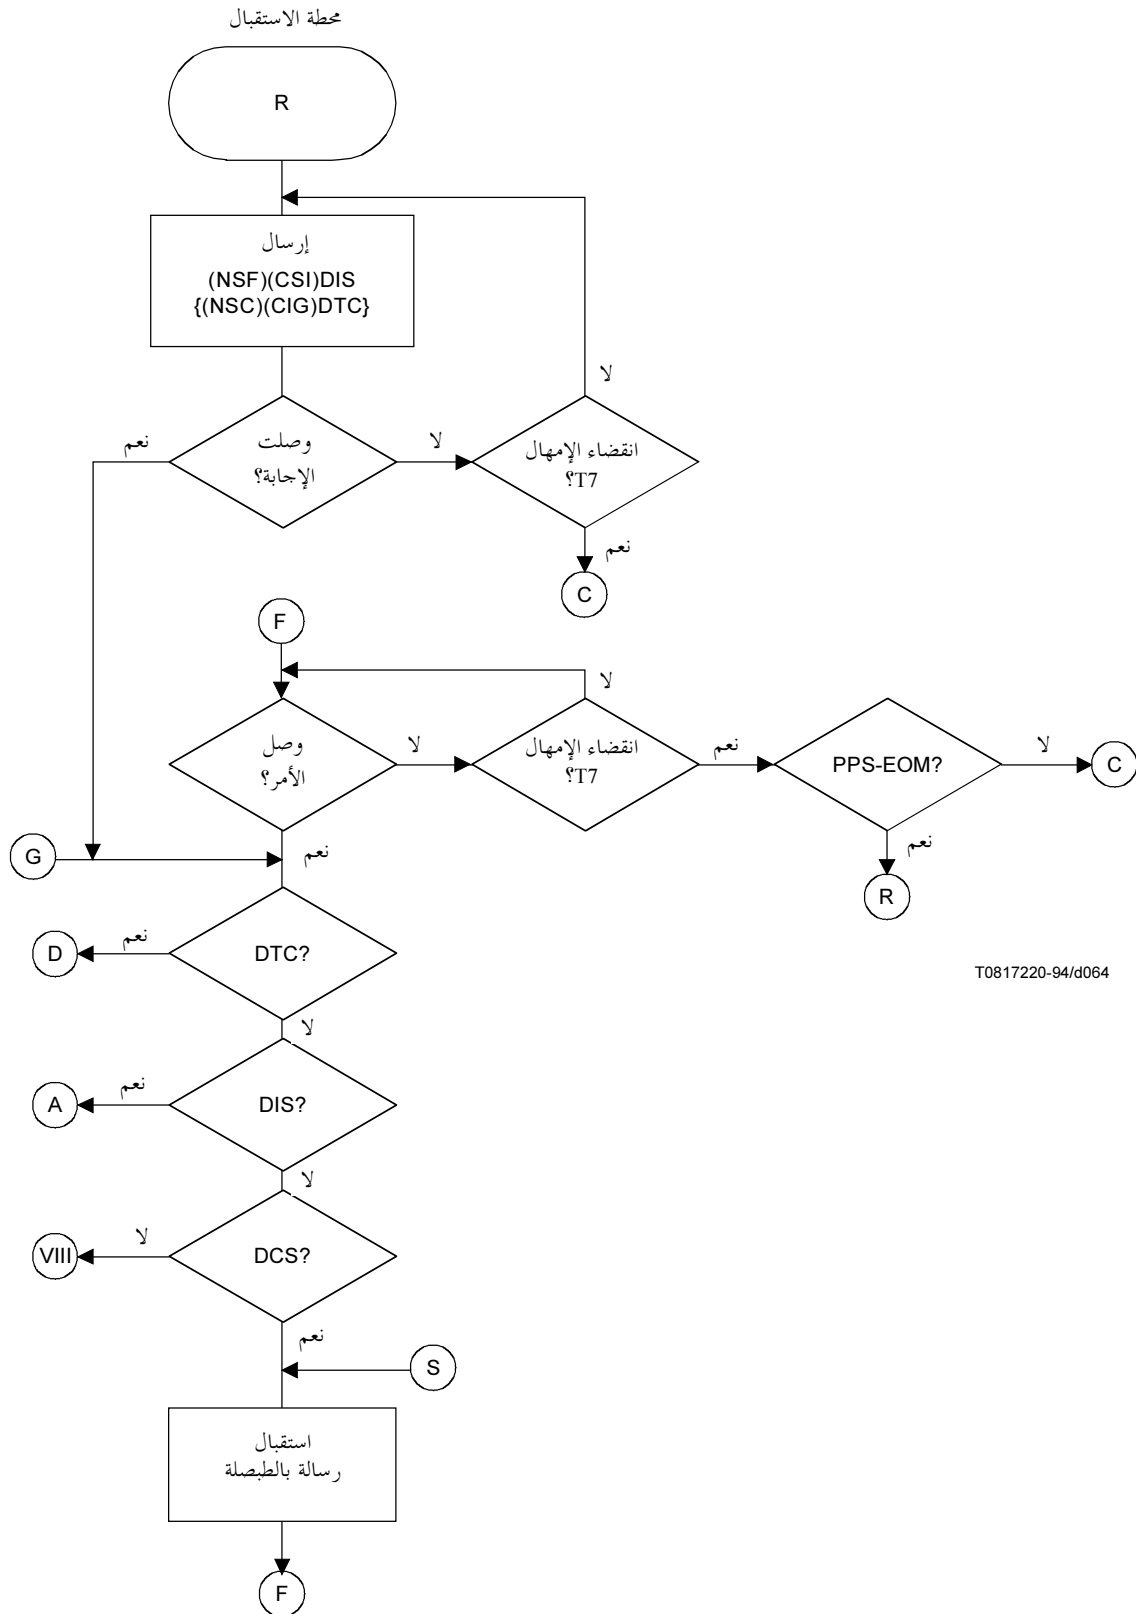 محطة الاستقبال
R
إرسال
(NSF)(CSI)DIS
{(NSC)(CIG)DTC}
لا
نعم
وصلت
الإجابة؟
لا
انقضاء الإمهال
T7؟
نعم
C
F
لا
وصل
الأمر؟
لا
انقضاء الإمهال
T7؟
نعم
PPS-EOM?
لا
C
G
نعم
نعم
R
D
نعم
DTC?
T0817220-94/d064
لا
A
نعم
DIS?
لا
VIII
لا
DCS?
نعم
S
استقبال
رسالة بالطبصلة
F